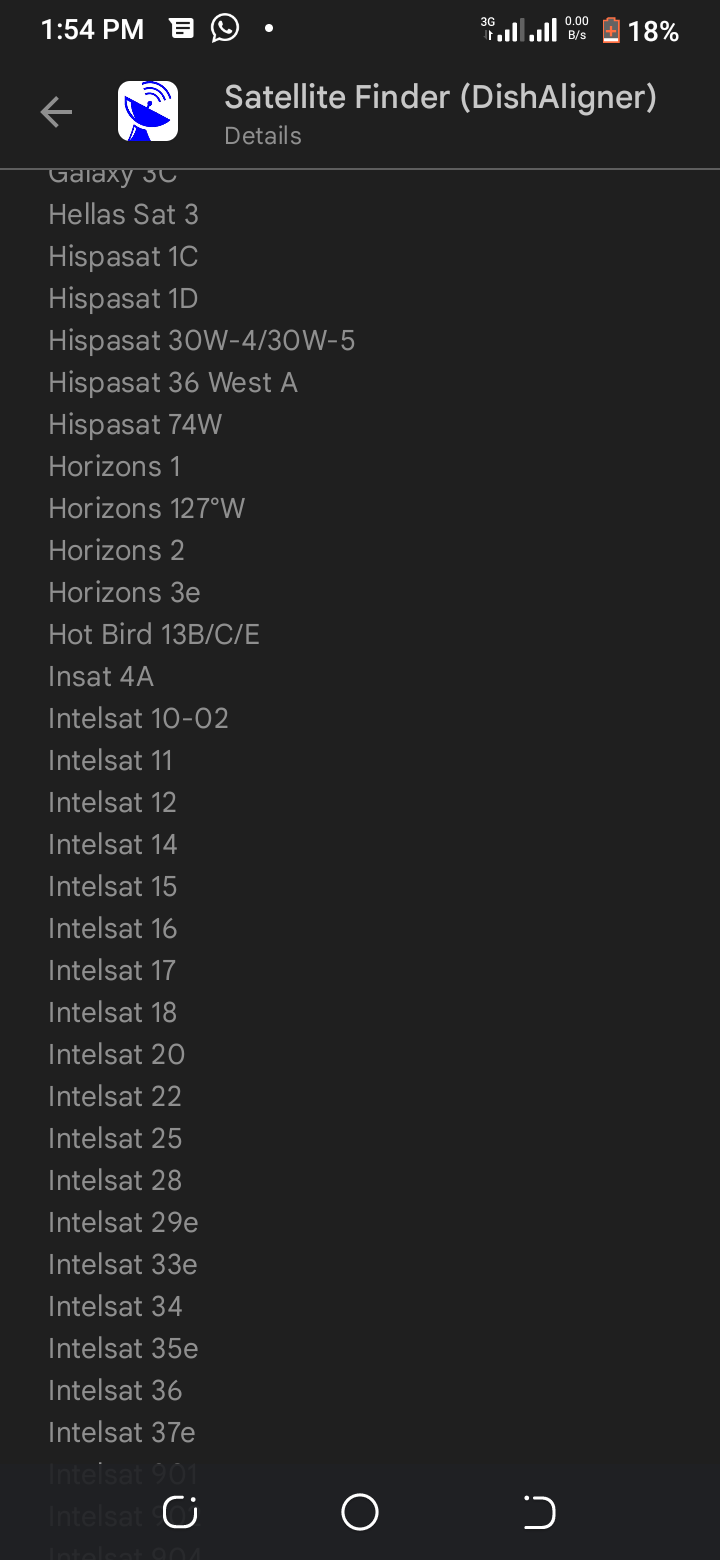 1:54 PM
3G
0.00
B/s
18%
Satellite Finder (DishAligner)
Details
Galaxy 3C
Hellas Sat 3
Hispasat 1C
Hispasat 1D
Hispasat 30W-4/30W-5
Hispasat 36 West A
Hispasat 74W
Horizons 1
Horizons 127°W
Horizons 2
Horizons 3e
Hot Bird 13B/C/E
Insat 4A
Intelsat 10-02
Intelsat 11
Intelsat 12
Intelsat 14
Intelsat 15
Intelsat 16
Intelsat 17
Intelsat 18
Intelsat 20
Intelsat 22
Intelsat 25
Intelsat 28
Intelsat 29e
Intelsat 33e
Intelsat 34
Intelsat 35e
Intelsat 36
Intelsat 37e
Intelsat 901
Intelsat
Intelsat 904